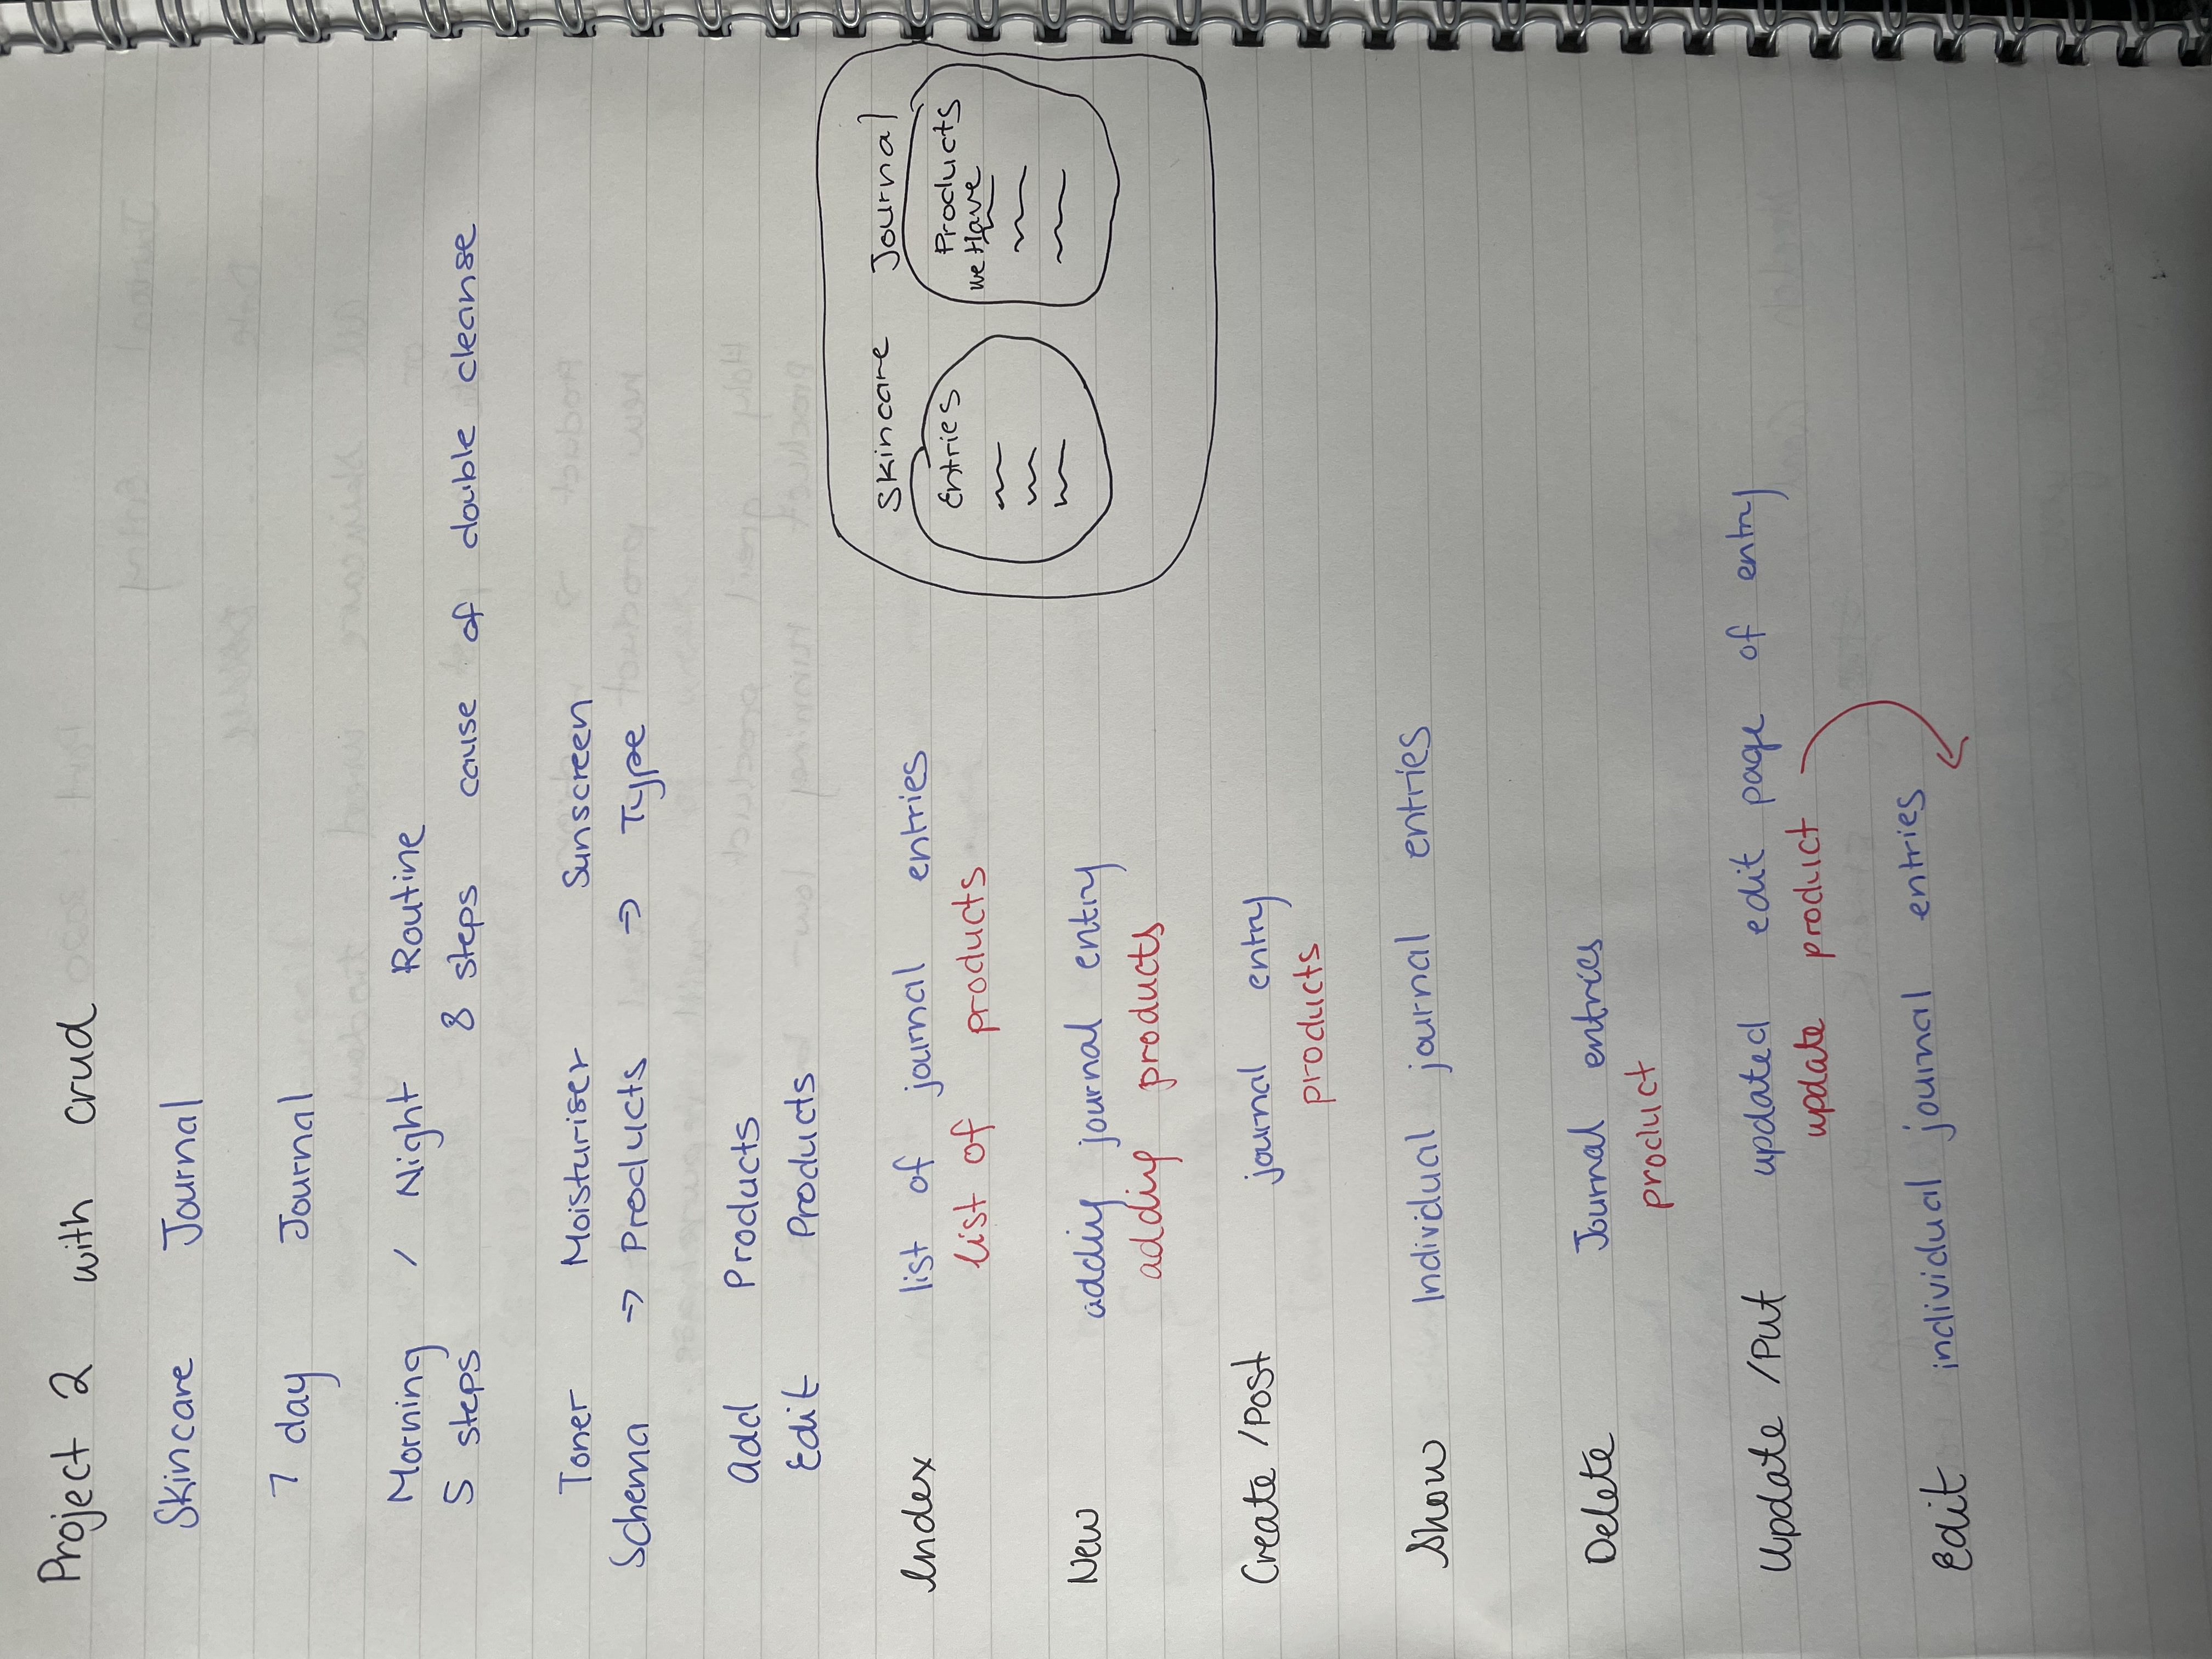 Project 2 with crud
Skincare Journal
7 day Journal
Morning / Night Routine
5 steps 8 steps cause of double cleanse
Toner Moisturiser Sunscreen
Schema → Products → Type
add Products
Edit Products
Index list of journal entries
list of products
Skincare Journal
Entries
Products
we Have
New adding journal entry
adding products
Create /Post journal entry
products
Show Individual journal entries
Delete Journal entries
product
Update /Put updated edit page of entry
update product
Edit individual journal entries